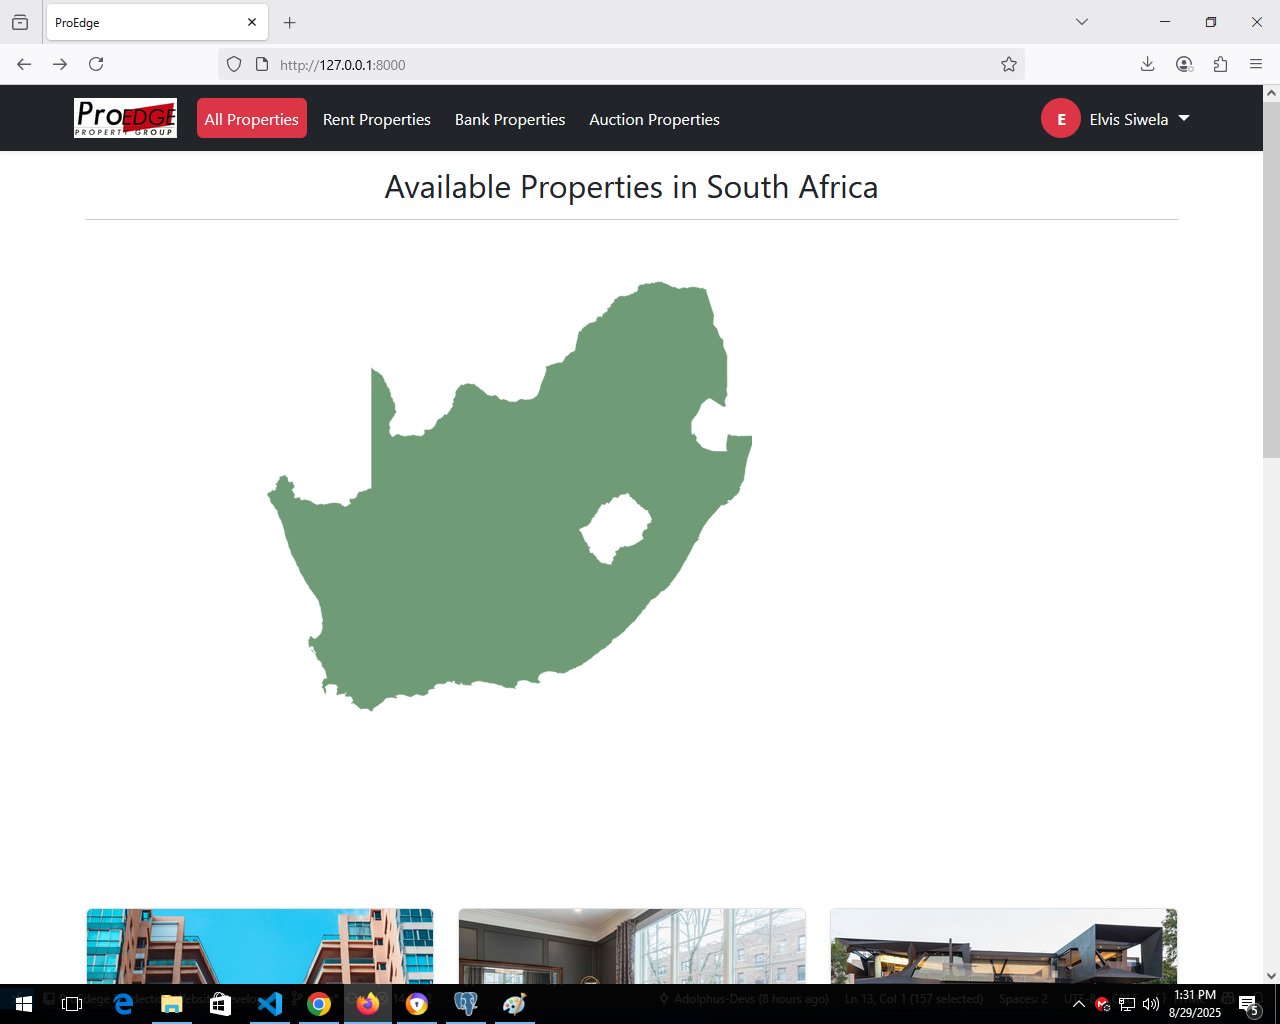 ProEdge
http://127.0.0.1:8000
ProEDGE
PROPERTY GROUP
All Properties
Rent Properties
Bank Properties
Auction Properties
E
Elvis Siwela
Available Properties in South Africa
Adolphus-Devs (8 hours ago)
Ln 13, Col 1 (157 selected)
Spaces: 2
1:31 PM
8/29/2025
5